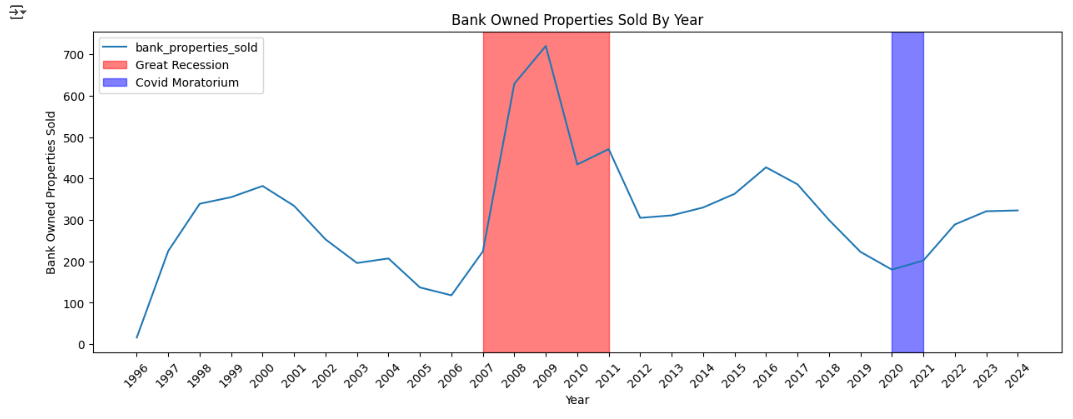 Bank Owned Properties Sold By Year
bank_properties_sold
Great Recession
Covid Moratorium
Bank Owned Properties Sold
700
600
500
400
300
200
100
0
1996 1997 1998 1999 2000 2001 2002 2003 2004 2005 2006 2007 2008 2009 2010 2011 2012 2013 2014 2015 2016 2017 2018 2019 2020 2021 2022 2023 2024
Year